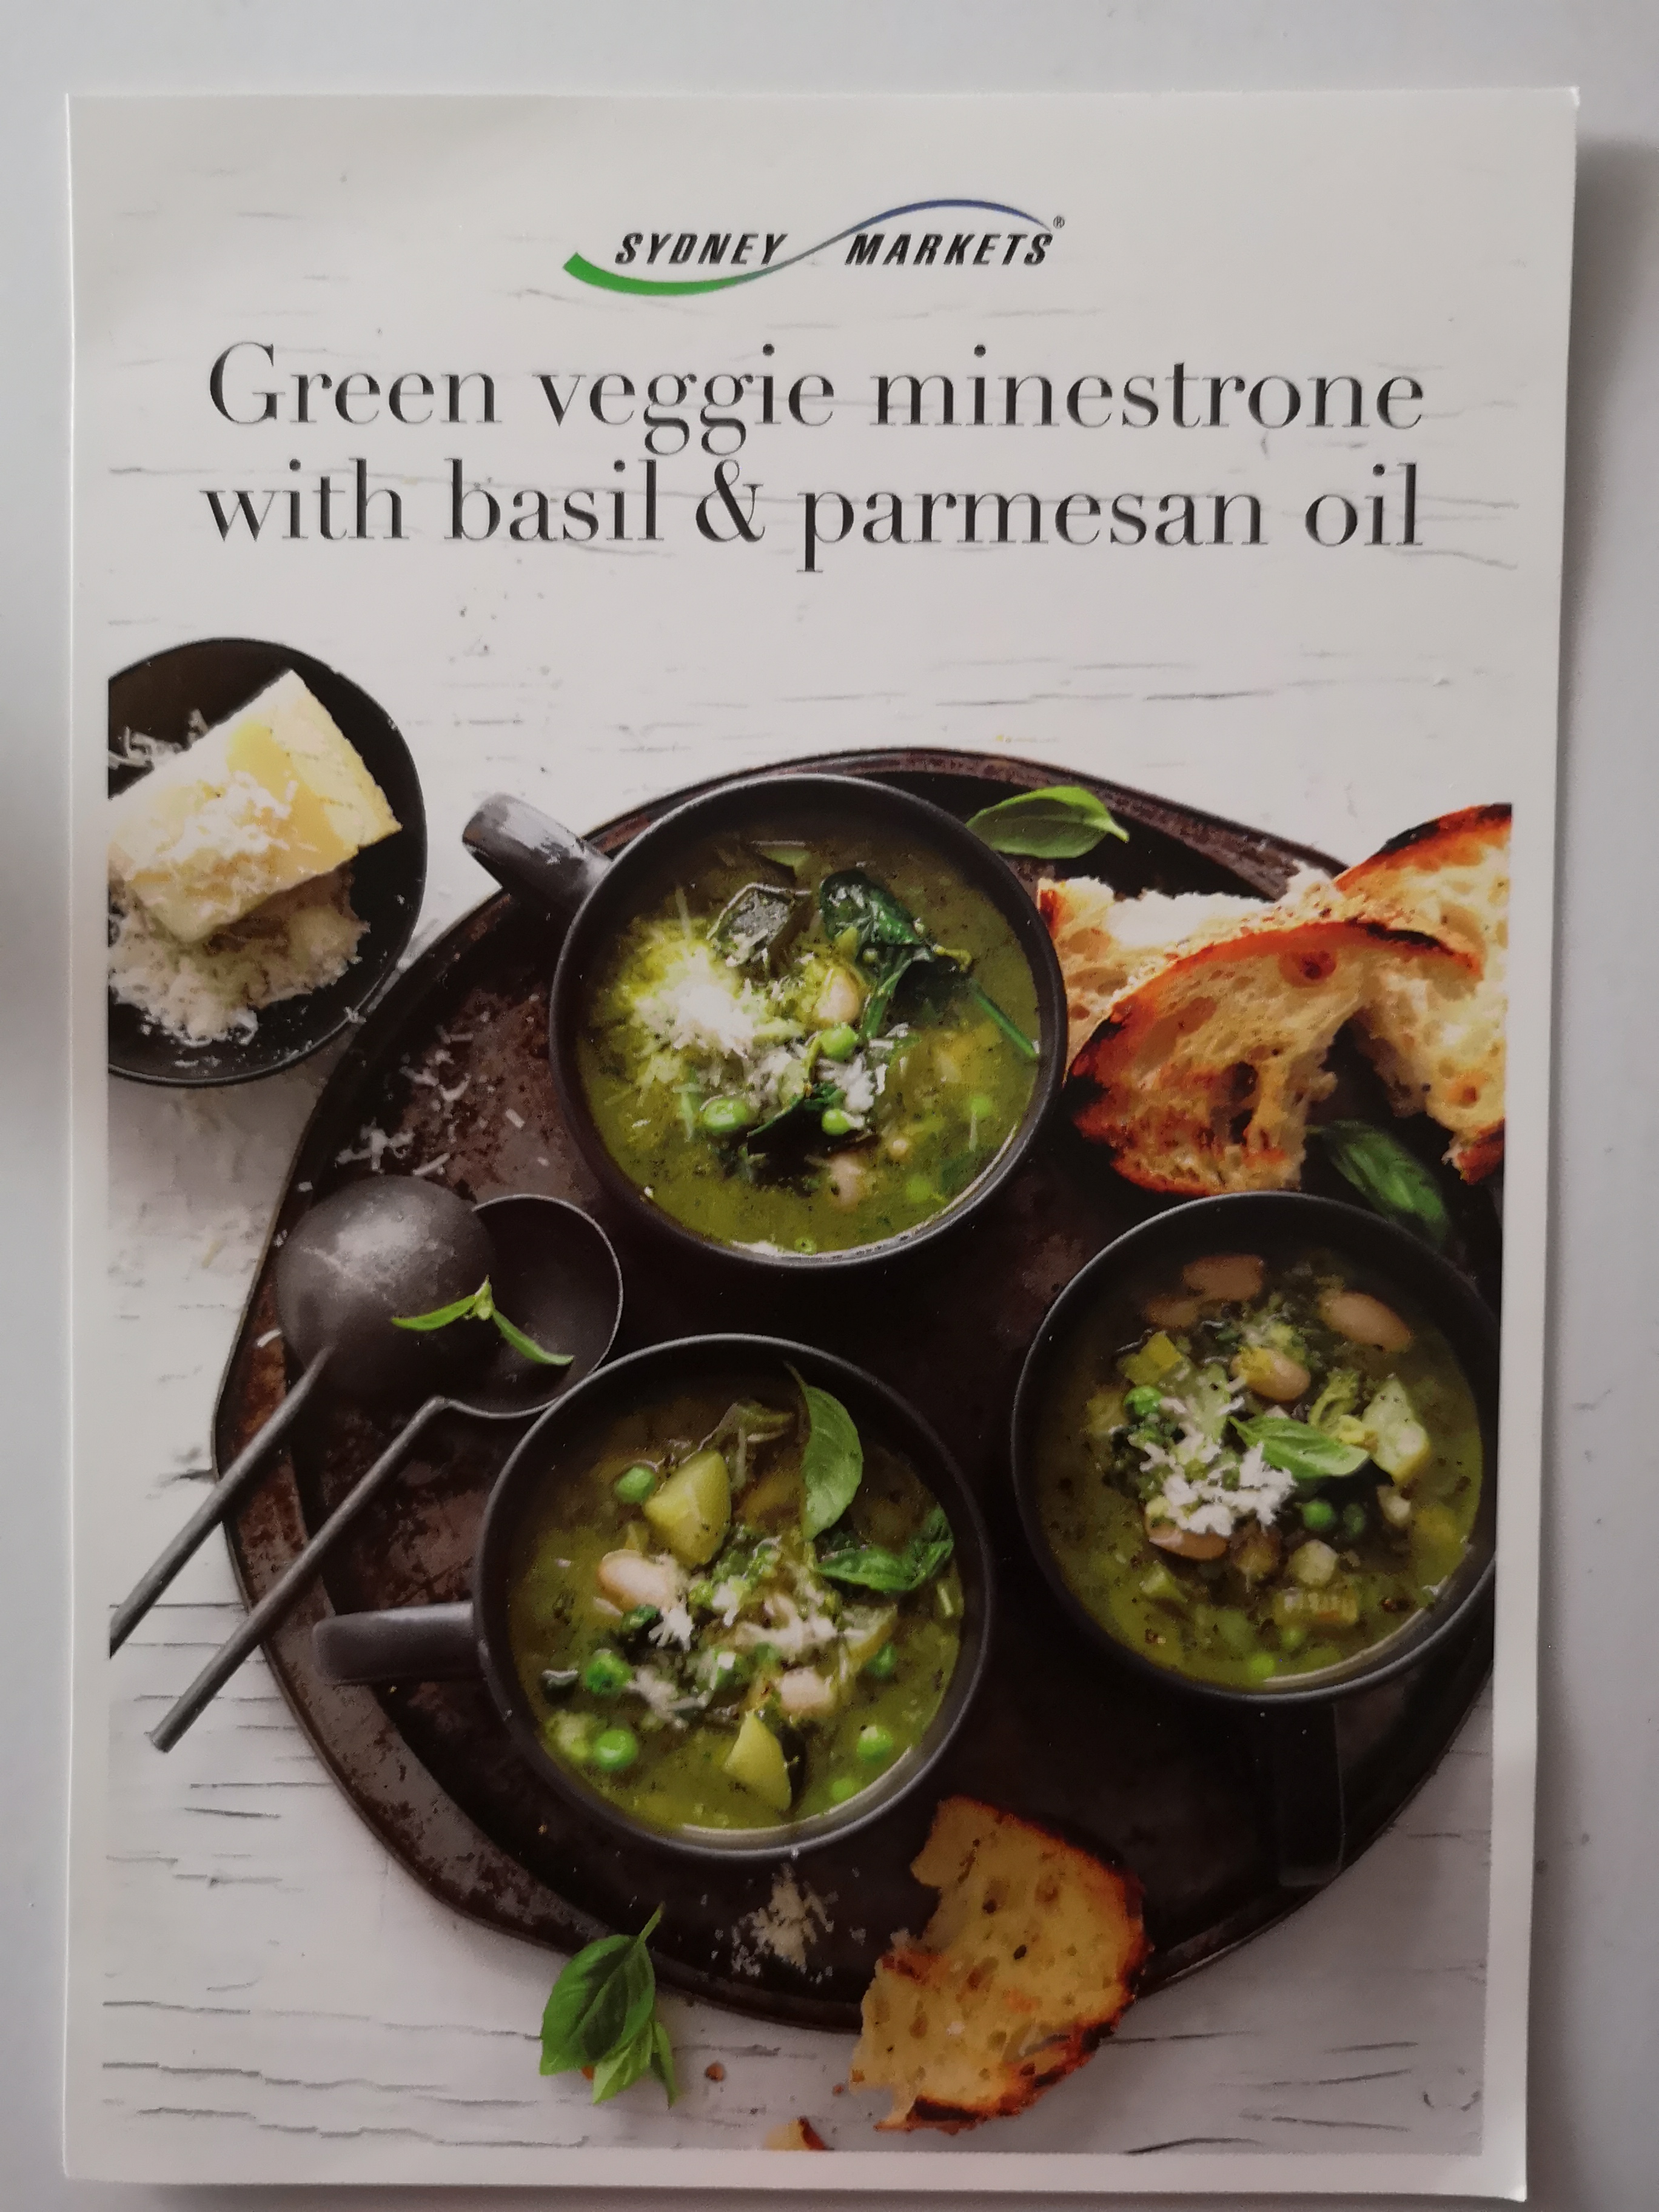 SYDNEY MARKETS®
Green veggie minestrone
with basil & parmesan oil